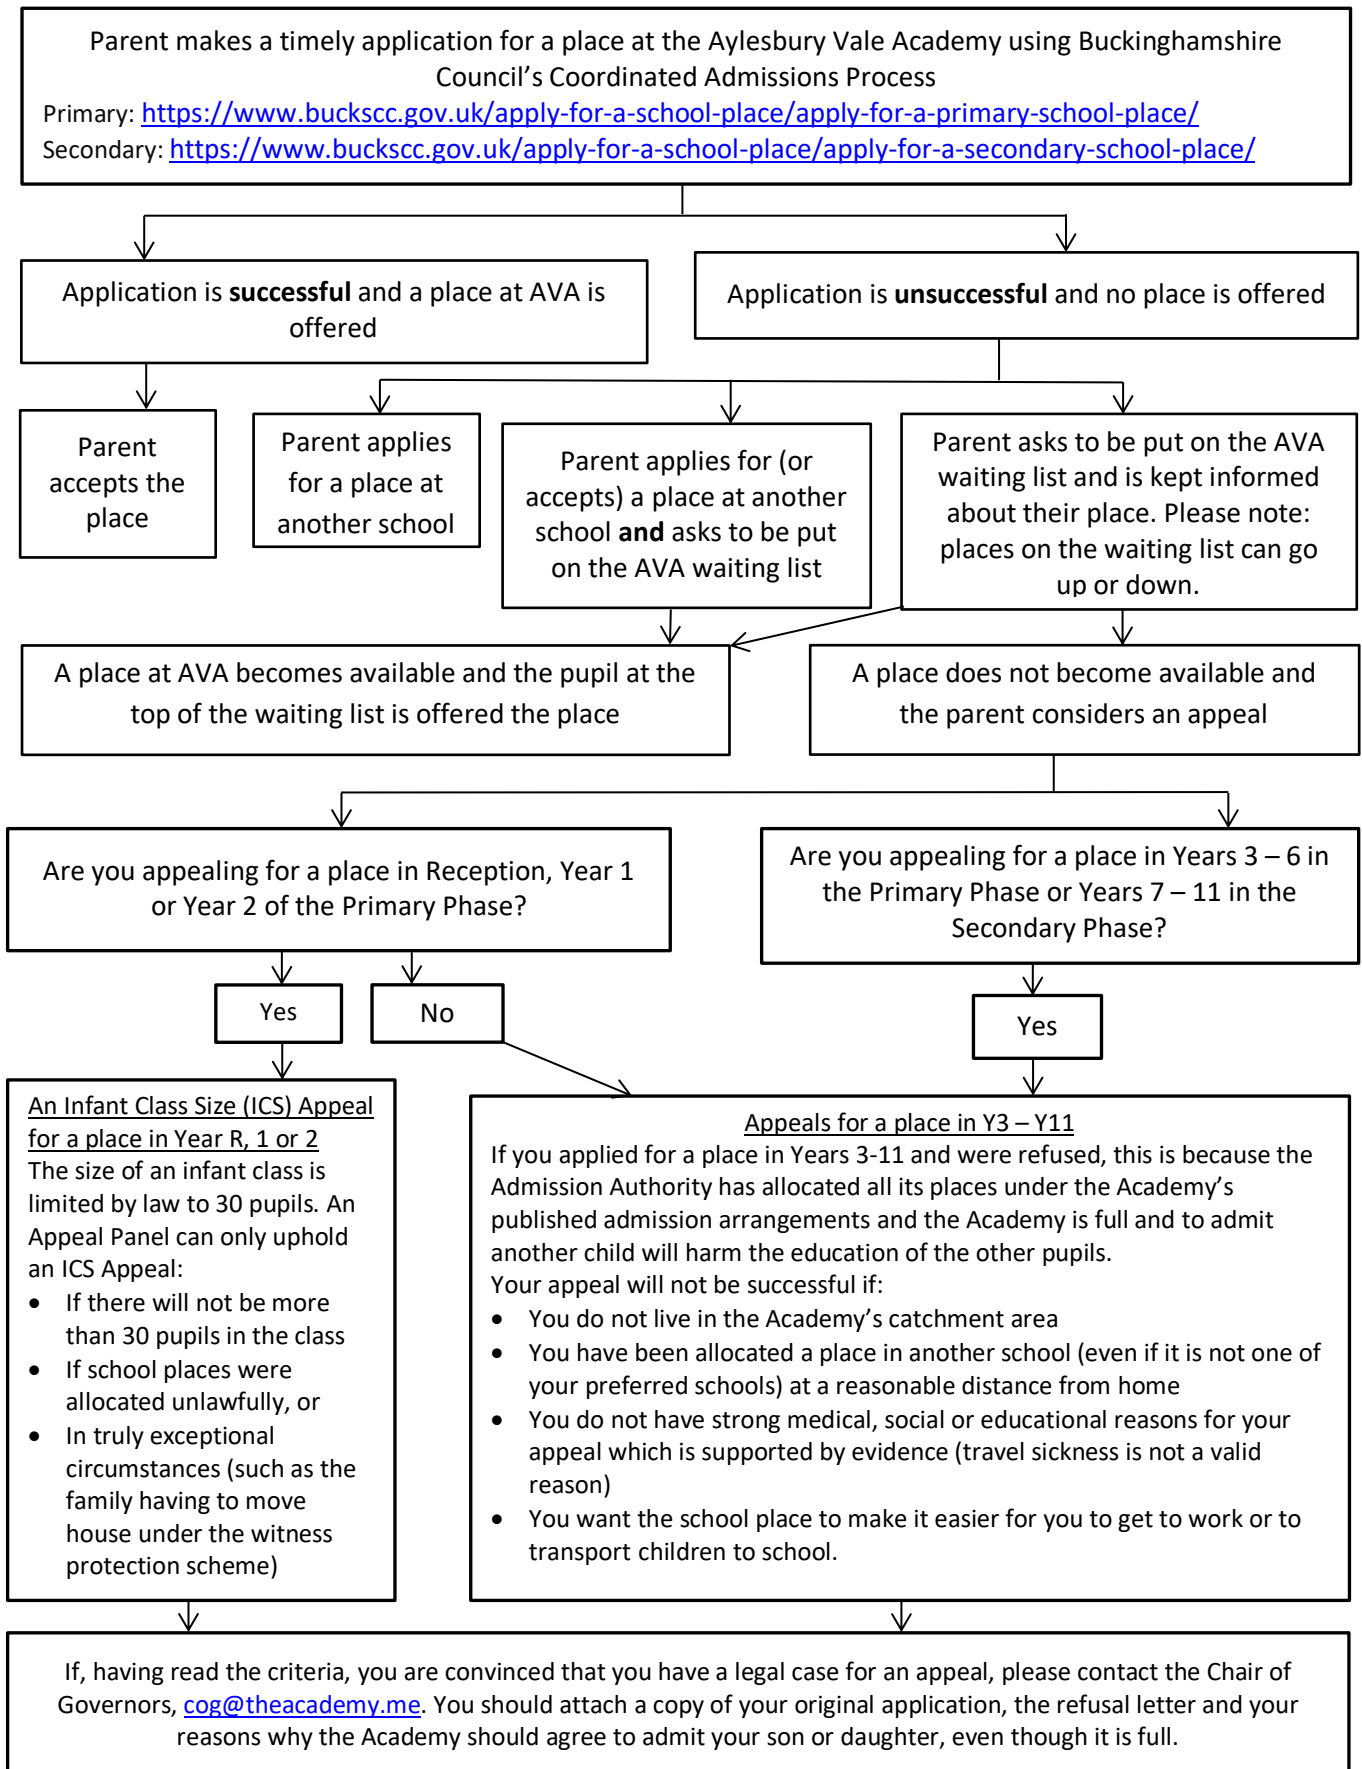 Parent makes a timely application for a place at the Aylesbury Vale Academy using Buckinghamshire
Council's Coordinated Admissions Process
Primary: https://www.buckscc.gov.uk/apply-for-a-school-place/apply-for-a-primary-school-place/
Secondary: https://www.buckscc.gov.uk/apply-for-a-school-place/apply-for-a-secondary-school-place/
Application is successful and a place at AVA is
offered
Application is unsuccessful and no place is offered
Parent
accepts the
place
Parent applies
for a place at
another school
Parent applies for (or
accepts) a place at another
school and asks to be put
on the AVA waiting list
Parent asks to be put on the AVA
waiting list and is kept informed
about their place. Please note:
places on the waiting list can go
up or down.
A place at AVA becomes available and the pupil at the
top of the waiting list is offered the place
A place does not become available and
the parent considers an appeal
Are you appealing for a place in Reception, Year 1
or Year 2 of the Primary Phase?
Are you appealing for a place in Years 3 – 6 in
the Primary Phase or Years 7 – 11 in the
Secondary Phase?
Yes
No
Yes
An Infant Class Size (ICS) Appeal
for a place in Year R, 1 or 2
The size of an infant class is
limited by law to 30 pupils. An
Appeal Panel can only uphold
an ICS Appeal:
• If there will not be more
than 30 pupils in the class
• If school places were
allocated unlawfully, or
• In truly exceptional
circumstances (such as the
family having to move
house under the witness
protection scheme)
Appeals for a place in Y3 – Y11
If you applied for a place in Years 3-11 and were refused, this is because the
Admission Authority has allocated all its places under the Academy's
published admission arrangements and the Academy is full and to admit
another child will harm the education of the other pupils.
Your appeal will not be successful if:
• You do not live in the Academy's catchment area
• You have been allocated a place in another school (even if it is not one of
your preferred schools) at a reasonable distance from home
• You do not have strong medical, social or educational reasons for your
appeal which is supported by evidence (travel sickness is not a valid
reason)
• You want the school place to make it easier for you to get to work or to
transport children to school.
If, having read the criteria, you are convinced that you have a legal case for an appeal, please contact the Chair of
Governors, cog@theacademy.me. You should attach a copy of your original application, the refusal letter and your
reasons why the Academy should agree to admit your son or daughter, even though it is full.